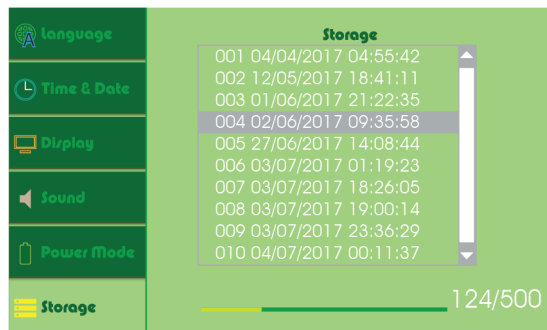 Language
Time & Date
Display
Sound
Power Mode
Storage
Storage
001 04/04/2017 04:55:42
002 12/05/2017 18:41:11
003 01/06/2017 21:22:35
004 02/06/2017 09:35:58
005 27/06/2017 14:08:44
006 03/07/2017 01:19:23
007 03/07/2017 18:26:05
008 03/07/2017 19:00:14
009 03/07/2017 23:36:29
010 04/07/2017 00:11:37
124/500